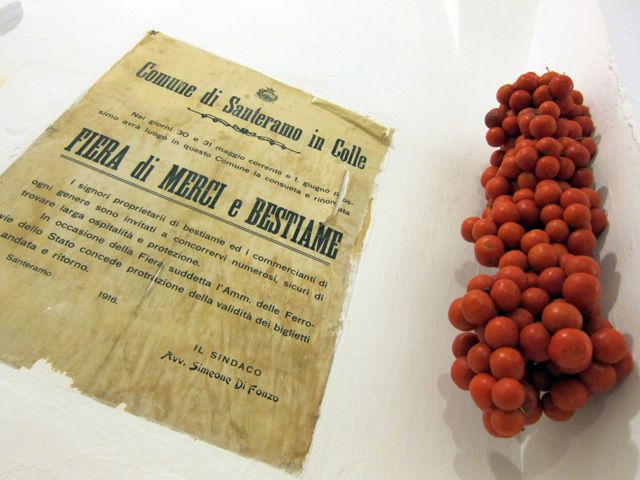 Comune di Santeramo in Colle
Nei giorni 30 e 31 maggio corrente e 1. giugno pros-
simo avrà luogo in questo Comune la consueta e rinomata
FIERA di MERCI e BESTIAME
I signori proprietarii di bestiame ed i commercianti di
ogni genere sono invitati a concorrervi numerosi, sicuri di
trovare larga ospitalità e protezione.
In occasione della Fiera suddetta l'Amm. delle Ferro-
vie dello Stato concede protrazione della validità dei biglietti
andata e ritorno.
Santeramo 1916.
IL SINDACO
Avv. Simeone Di Fonzo